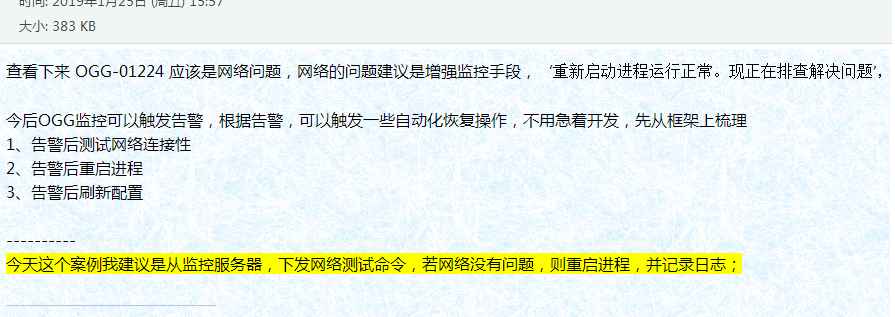 时间: 2019年1月25日 (周五) 15:57
大小: 383 KB
查看下来 OGG-01224 应该是网络问题，网络的问题建议是增强监控手段， ‘重新启动进程运行正常。现正在排查解决问题’，
今后OGG监控可以触发告警，根据告警，可以触发一些自动化恢复操作，不用急着开发，先从框架上梳理
1、告警后测试网络连接性
2、告警后重启进程
3、告警后刷新配置
----------
今天这个案例我建议是从监控服务器，下发网络测试命令，若网络没有问题，则重启进程，并记录日志；